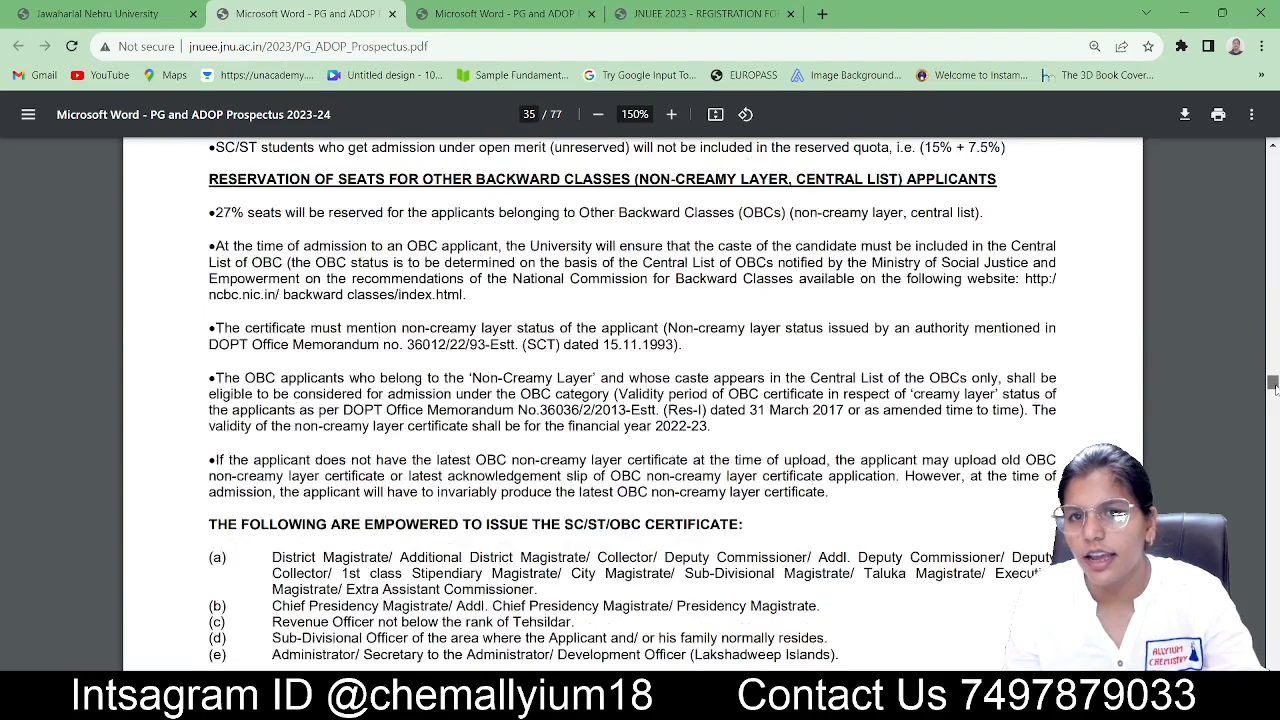 Jawaharlal Nehru University
Microsoft Word - PG and ADOP
Microsoft Word - PG and ADOP
JNUEE 2023 - REGISTRATION FO
Not secure
jnuee.jnu.ac.in/2023/PG_ADOP_Prospectus.pdf
Gmail
YouTube
Maps
https://unacademy...
Untitled design - 10...
Sample Fundament...
Try Google Input To...
EUROPASS
Image Background...
Welcome to Instam...
The 3D Book Cover...
Microsoft Word - PG and ADOP Prospectus 2023-24
35 / 77
150%
•SC/ST students who get admission under open merit (unreserved) will not be included in the reserved quota, i.e. (15% + 7.5%)
RESERVATION OF SEATS FOR OTHER BACKWARD CLASSES (NON-CREAMY LAYER, CENTRAL LIST) APPLICANTS
•27% seats will be reserved for the applicants belonging to Other Backward Classes (OBCs) (non-creamy layer, central list).
•At the time of admission to an OBC applicant, the University will ensure that the caste of the candidate must be included in the Central
List of OBC (the OBC status is to be determined on the basis of the Central List of OBCs notified by the Ministry of Social Justice and
Empowerment on the recommendations of the National Commission for Backward Classes available on the following website: http:/
ncbc.nic.in/ backward classes/index.html.
•The certificate must mention non-creamy layer status of the applicant (Non-creamy layer status issued by an authority mentioned in
DOPT Office Memorandum no. 36012/22/93-Estt. (SCT) dated 15.11.1993).
•The OBC applicants who belong to the ‘Non-Creamy Layer’ and whose caste appears in the Central List of the OBCs only, shall be
eligible to be considered for admission under the OBC category (Validity period of OBC certificate in respect of ‘creamy layer’ status of
the applicants as per DOPT Office Memorandum No.36036/2/2013-Estt. (Res-I) dated 31 March 2017 or as amended time to time). The
validity of the non-creamy layer certificate shall be for the financial year 2022-23.
•If the applicant does not have the latest OBC non-creamy layer certificate at the time of upload, the applicant may upload old OBC
non-creamy layer certificate or latest acknowledgement slip of OBC non-creamy layer certificate application. However, at the time of
admission, the applicant will have to invariably produce the latest OBC non-creamy layer certificate.
THE FOLLOWING ARE EMPOWERED TO ISSUE THE SC/ST/OBC CERTIFICATE:
(a) District Magistrate/ Additional District Magistrate/ Collector/ Deputy Commissioner/ Addl. Deputy Commissioner/ Deputy
Collector/ 1st class Stipendiary Magistrate/ City Magistrate/ Sub-Divisional Magistrate/ Taluka Magistrate/ Executi
Magistrate/ Extra Assistant Commissioner.
(b) Chief Presidency Magistrate/ Addl. Chief Presidency Magistrate/ Presidency Magistrate.
(c) Revenue Officer not below the rank of Tehsildar.
(d) Sub-Divisional Officer of the area where the Applicant and/ or his family normally resides.
(e) Administrator/ Secretary to the Administrator/ Development Officer (Lakshadweep Islands).
ALLYIUM
CHEMISTRY
Intsagram ID @chemallyium18
Contact Us 7497879033